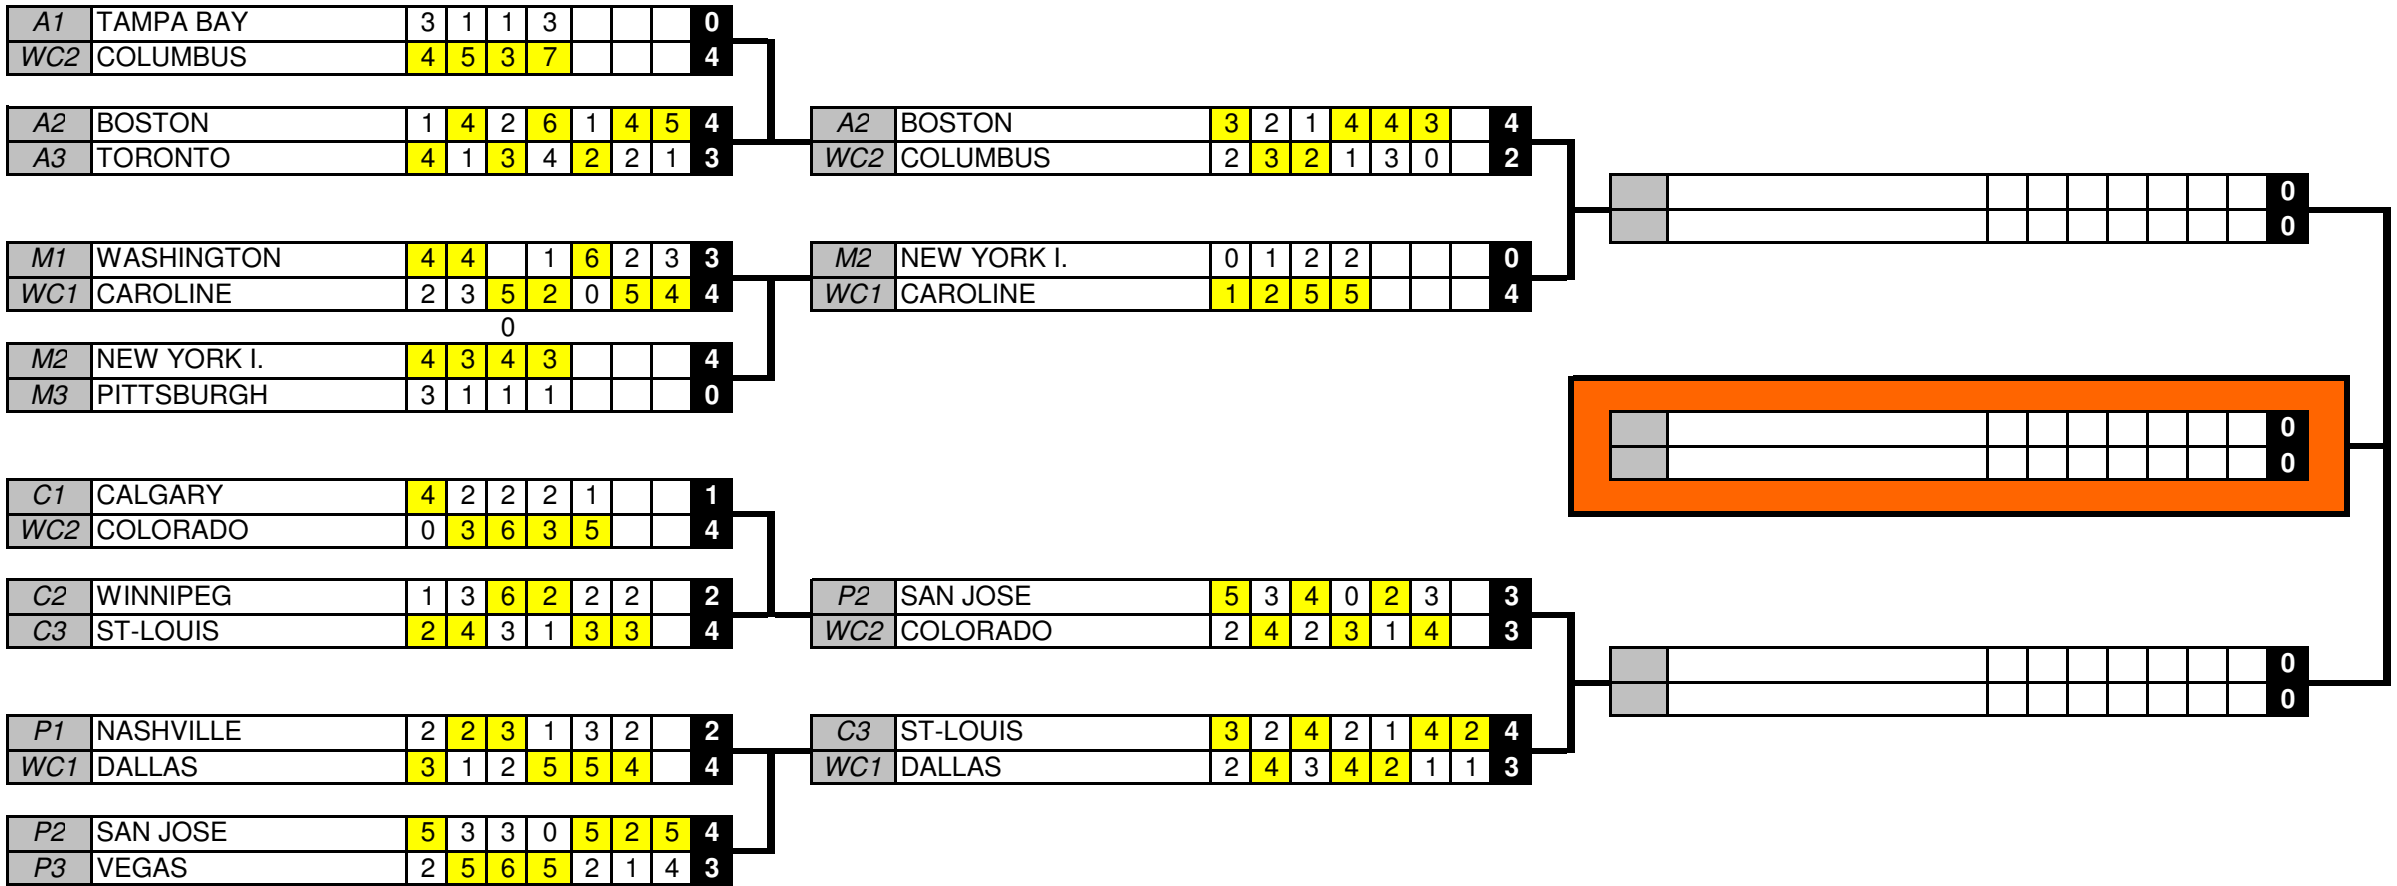 A1 TAMPA BAY 3 1 1 3 0
WC2 COLUMBUS 4 5 3 7 4
A2 BOSTON 1 4 2 6 1 4 5 4
A3 TORONTO 4 1 3 4 2 2 1 3
M1 WASHINGTON 4 4 1 6 2 3 3
WC1 CAROLINE 2 3 5 2 0 5 4 4
0
M2 NEW YORK I. 4 3 4 3 4
M3 PITTSBURGH 3 1 1 1 0
C1 CALGARY 4 2 2 2 1 1
WC2 COLORADO 0 3 6 3 5 4
C2 WINNIPEG 1 3 6 2 2 2 2
C3 ST-LOUIS 2 4 3 1 3 3 4
P1 NASHVILLE 2 2 3 1 3 2 2
WC1 DALLAS 3 1 2 5 5 4 4
P2 SAN JOSE 5 3 3 0 5 2 5 4
P3 VEGAS 2 5 6 5 2 1 4 3
A2 BOSTON 3 2 1 4 4 3 4
WC2 COLUMBUS 2 3 2 1 3 0 2
M2 NEW YORK I. 0 1 2 2 0
WC1 CAROLINE 1 2 5 5 4
P2 SAN JOSE 5 3 4 0 2 3 3
WC2 COLORADO 2 4 2 3 1 4 3
C3 ST-LOUIS 3 2 4 2 1 4 2 4
WC1 DALLAS 2 4 3 4 2 1 1 3
0
0
0
0
0
0